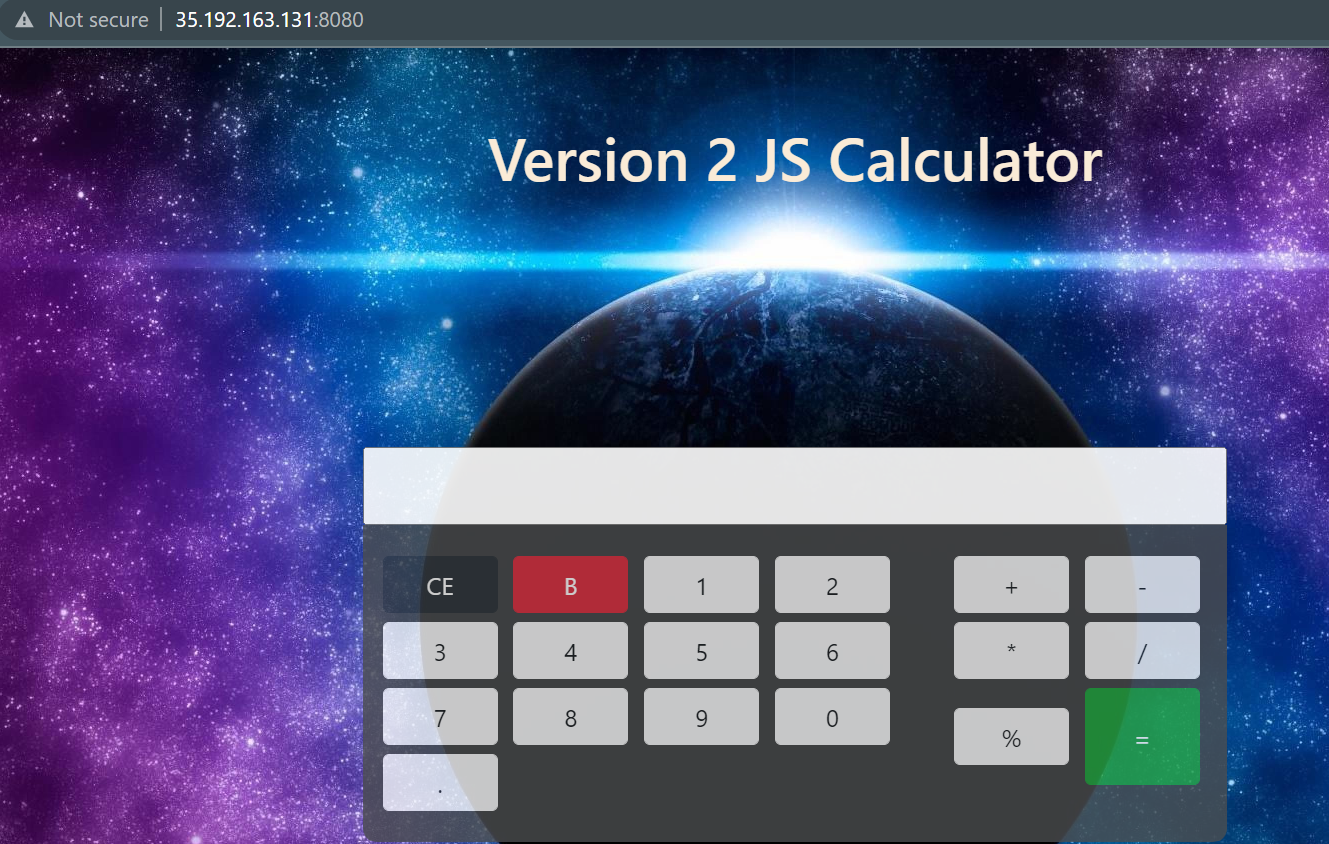 Not secure 35.192.163.131:8080
Version 2 JS Calculator
CE B 1 2 + -
3 4 5 6 * /
7 8 9 0 % =
.